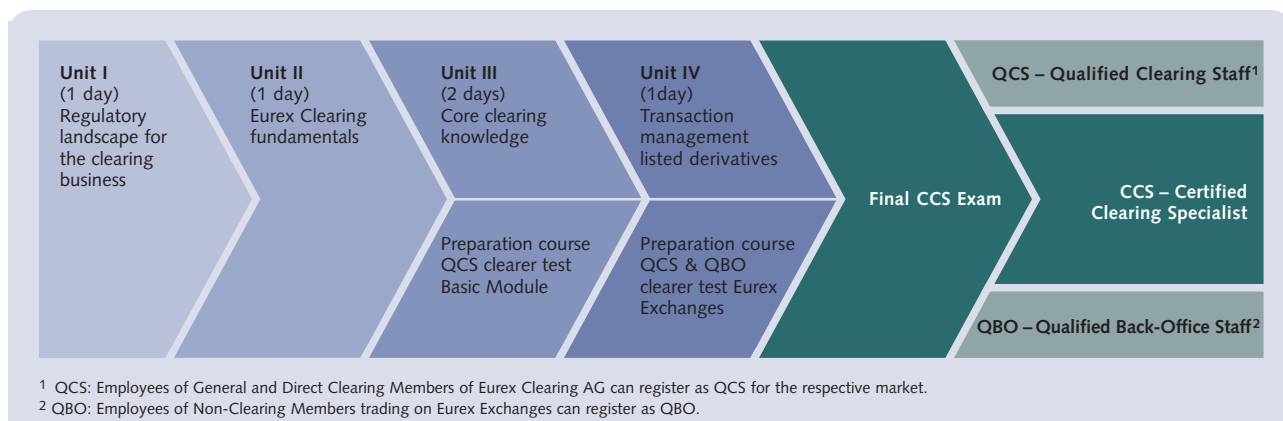 Unit I
(1 day)
Regulatory
landscape for
the clearing
business
Unit II
(1 day)
Eurex Clearing
fundamentals
Unit III
(2 days)
Core clearing
knowledge
Preparation course
QCS clearer test
Basic Module
Unit IV
(1day)
Transaction
management
listed derivatives
Preparation course
QCS & QBO
clearer test Eurex
Exchanges
Final CCS Exam
QCS – Qualified Clearing Staff1
CCS – Certified
Clearing Specialist
QBO – Qualified Back-Office Staff2
1 QCS: Employees of General and Direct Clearing Members of Eurex Clearing AG can register as QCS for the respective market.
2 QBO: Employees of Non-Clearing Members trading on Eurex Exchanges can register as QBO.